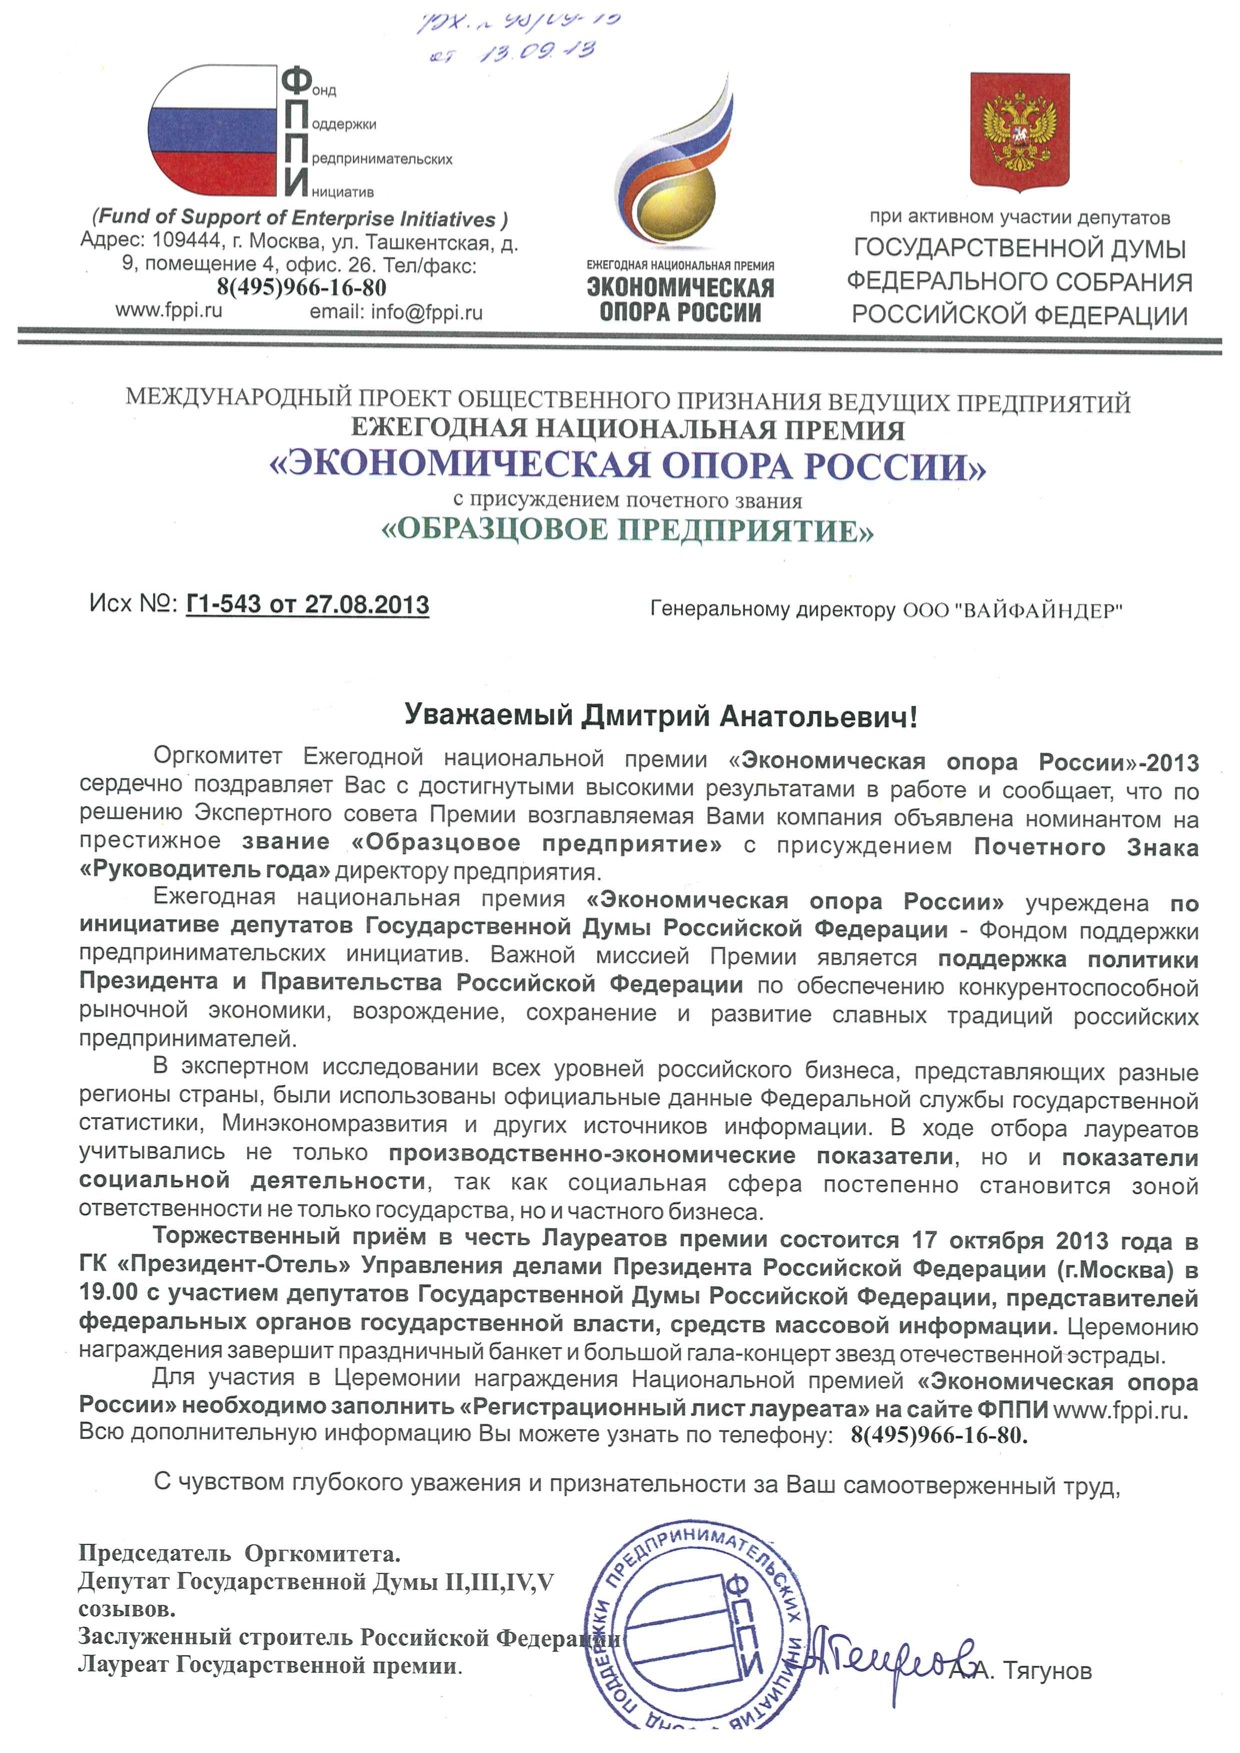 от 13.09.13
Фонд
Поддержки
Предпринимательских
Инициатив
(Fund of Support of Enterprise Initiatives )
Адрес: 109444, г. Москва, ул. Ташкентская, д.
9, помещение 4, офис. 26. Тел/факс:
8(495)966-16-80
www.fppi.ru email: info@fppi.ru
ЕЖЕГОДНАЯ НАЦИОНАЛЬНАЯ ПРЕМИЯ
ЭКОНОМИЧЕСКАЯ
ОПОРА РОССИИ
при активном участии депутатов
ГОСУДАРСТВЕННОЙ ДУМЫ
ФЕДЕРАЛЬНОГО СОБРАНИЯ
РОССИЙСКОЙ ФЕДЕРАЦИИ
МЕЖДУНАРОДНЫЙ ПРОЕКТ ОБЩЕСТВЕННОГО ПРИЗНАНИЯ ВЕДУЩИХ ПРЕДПРИЯТИЙ
ЕЖЕГОДНАЯ НАЦИОНАЛЬНАЯ ПРЕМИЯ
«ЭКОНОМИЧЕСКАЯ ОПОРА РОССИИ»
с присуждением почетного звания
«ОБРАЗЦОВОЕ ПРЕДПРИЯТИЕ»
Исх №: Г1-543 от 27.08.2013
Генеральному директору ООО "ВАЙФАЙНДЕР"
Уважаемый Дмитрий Анатольевич!
Оргкомитет Ежегодной национальной премии «Экономическая опора России»-2013
сердечно поздравляет Вас с достигнутыми высокими результатами в работе и сообщает, что по
решению Экспертного совета Премии возглавляемая Вами компания объявлена номинантом на
престижное звание «Образцовое предприятие» с присуждением Почетного Знака
«Руководитель года» директору предприятия.
Ежегодная национальная премия «Экономическая опора России» учреждена по
инициативе депутатов Государственной Думы Российской Федерации - Фондом поддержки
предпринимательских инициатив. Важной миссией Премии является поддержка политики
Президента и Правительства Российской Федерации по обеспечению конкурентоспособной
рыночной экономики, возрождение, сохранение и развитие славных традиций российских
предпринимателей.
В экспертном исследовании всех уровней российского бизнеса, представляющих разные
регионы страны, были использованы официальные данные Федеральной службы государственной
статистики, Минэкономразвития и других источников информации. В ходе отбора лауреатов
учитывались не только производственно-экономические показатели, но и показатели
социальной деятельности, так как социальная сфера постепенно становится зоной
ответственности не только государства, но и частного бизнеса.
Торжественный приём в честь Лауреатов премии состоится 17 октября 2013 года в
ГК «Президент-Отель» Управления делами Президента Российской Федерации (г.Москва) в
19.00 с участием депутатов Государственной Думы Российской Федерации, представителей
федеральных органов государственной власти, средств массовой информации. Церемонию
награждения завершит праздничный банкет и большой гала-концерт звезд отечественной эстрады.
Для участия в Церемонии награждения Национальной премией «Экономическая опора
России» необходимо заполнить «Регистрационный лист лауреата» на сайте ФППИ www.fppi.ru.
Всю дополнительную информацию Вы можете узнать по телефону: 8(495)966-16-80.
С чувством глубокого уважения и признательности за Ваш самоотверженный труд,
Председатель Оргкомитета.
Депутат Государственной Думы II,III,IV,V
созывов.
Заслуженный строитель Российской Федерации
Лауреат Государственной премии.
ФОНД ПОДДЕРЖКИ ПРЕДПРИНИМАТЕЛЬСКИХ ИНИЦИАТИВ
ФППИ
А.А. Тягунов